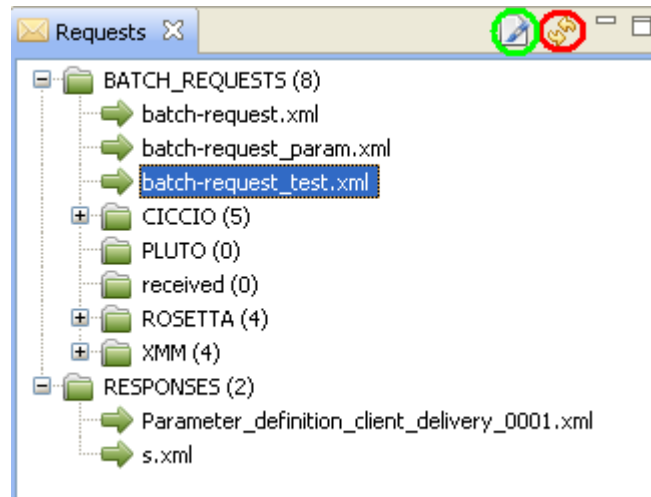 Requests
BATCH_REQUESTS (8)
batch-request.xml
batch-request_param.xml
batch-request_test.xml
CICCIO (5)
PLUTO (0)
received (0)
ROSETTA (4)
XMM (4)
RESPONSES (2)
Parameter_definition_client_delivery_0001.xml
s.xml